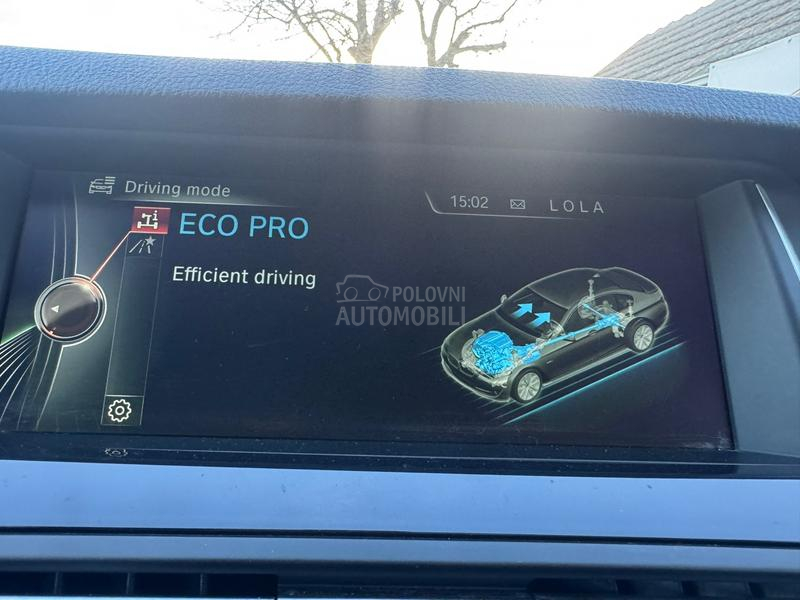 Driving mode
15:02 LOLA
ECO PRO
Efficient driving
POLOVNI
AUTOMOBILI